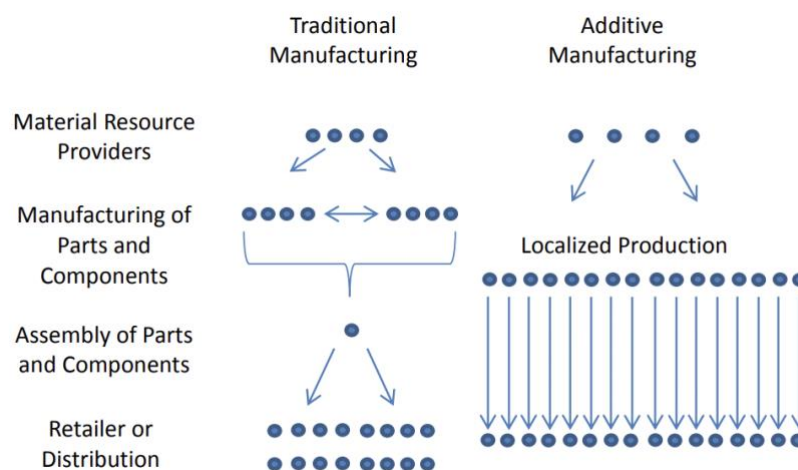 Traditional
Manufacturing
Additive
Manufacturing
Material Resource
Providers
Manufacturing of
Parts and
Components
Localized Production
Assembly of Parts
and Components
Retailer or
Distribution